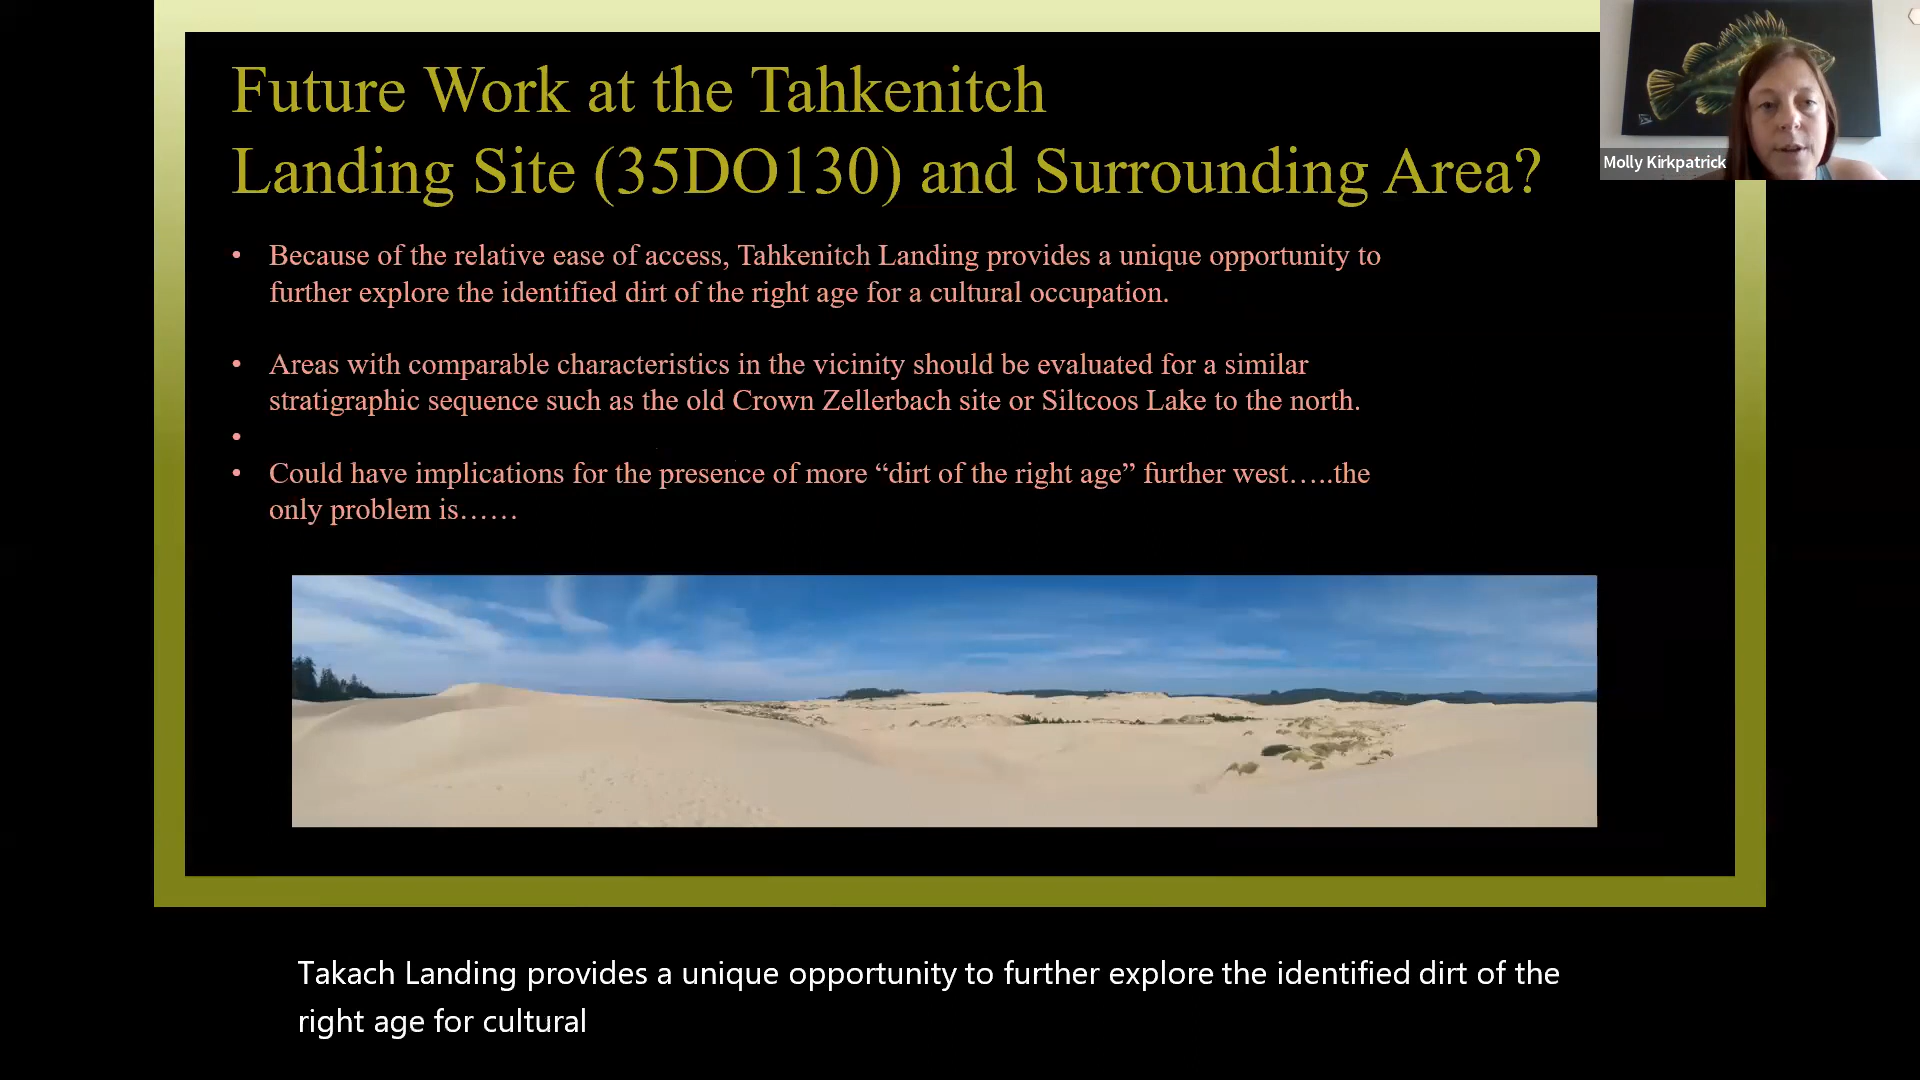 Future Work at the Tahkenitch
Landing Site (35DO130) and Surrounding Area?
Molly Kirkpatrick
• Because of the relative ease of access, Tahkenitch Landing provides a unique opportunity to
further explore the identified dirt of the right age for a cultural occupation.
• Areas with comparable characteristics in the vicinity should be evaluated for a similar
stratigraphic sequence such as the old Crown Zellerbach site or Siltcoos Lake to the north.
•
• Could have implications for the presence of more “dirt of the right age” further west…..the
only problem is……
Takach Landing provides a unique opportunity to further explore the identified dirt of the
right age for cultural